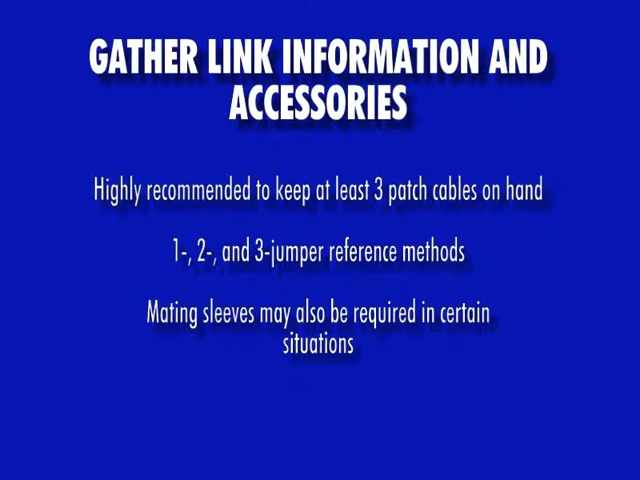 GATHER LINK INFORMATION AND
ACCESSORIES
Highly recommended to keep at least 3 patch cables on hand
1-, 2-, and 3-jumper reference methods
Mating sleeves may also be required in certain
situations